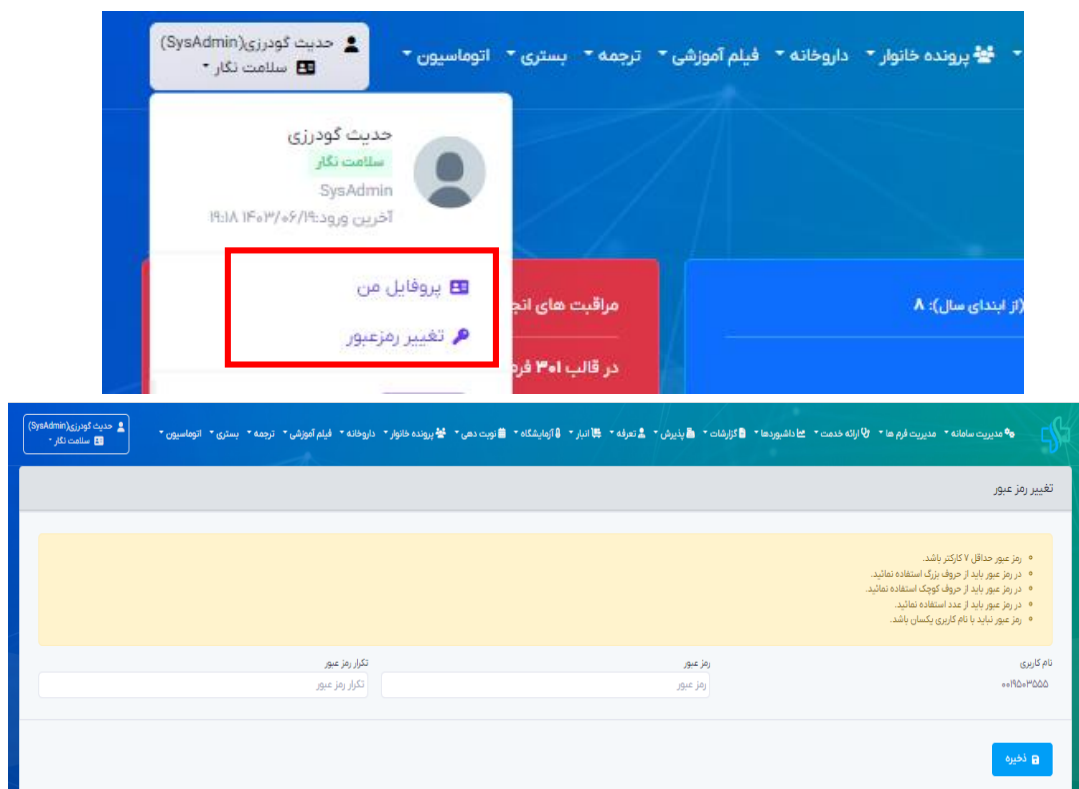 پرونده خانوار داروخانه فیلم آموزشی ترجمه بستری اتوماسیون
حدیث گودرزی(SysAdmin)
سلامت نگار
حدیث گودرزی
سلامت نگار
SysAdmin
آخرین ورود:۱۴۰۳/۰۶/۱۹ ۱۹:۱۸
پروفایل من
تغییر رمزعبور
(از ابتدای سال): ۸
مراقبت های انج
در قالب ۳۰۱ فر
مدیریت سامانه مدیریت فرم ها ارائه خدمت داشبوردها گزارشات پذیرش تعرفه انبار آزمایشگاه نوبت دهی پرونده خانوار داروخانه فیلم آموزشی ترجمه بستری اتوماسیون
حدیث گودرزی(SysAdmin)
سلامت نگار
تغییر رمز عبور
رمز عبور حداقل ۷ کارکتر باشد.
در رمز عبور باید از حروف بزرگ استفاده نمائید.
در رمز عبور باید از حروف کوچک استفاده نمائید.
در رمز عبور باید از عدد استفاده نمائید.
رمز عبور نباید با نام کاربری یکسان باشد.
نام کاربری
۰۰۱۹۵۰۳۵۵۵
رمز عبور
رمز عبور
تکرار رمز عبور
تکرار رمز عبور
ذخیره